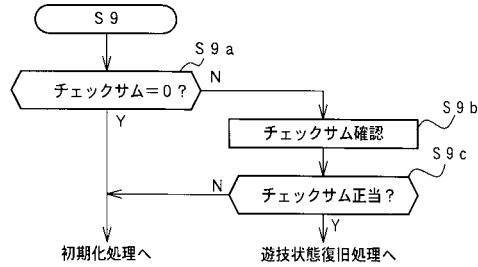 S9
S9a
チェックサム=0?
N
Y
S9b
チェックサム確認
S9c
チェックサム正当?
N
Y
初期化処理へ
遊技状態復旧処理へ